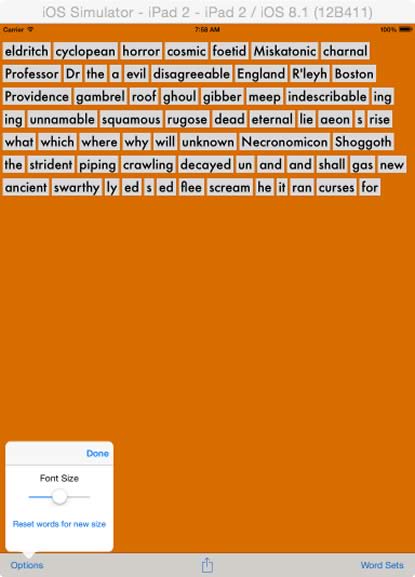 iOS Simulator - iPad 2 - iPad 2 / iOS 8.1 (12B411)
Carrier 7:58 AM 100%
eldritch cyclopean horror cosmic foetid Miskatonic charnal
Professor Dr the a evil disagreeable England R'leyh Boston
Providence gambrel roof ghoul gibber meep indescribable ing
ing unnamable squamous rugose dead eternal lie aeon s rise
what which where why will unknown Necronomicon Shoggoth
the strident piping crawling decayed un and and shall gas new
ancient swarthy ly ed s ed flee scream he it ran curses for
Done
Font Size
Reset words for new size
Options Word Sets